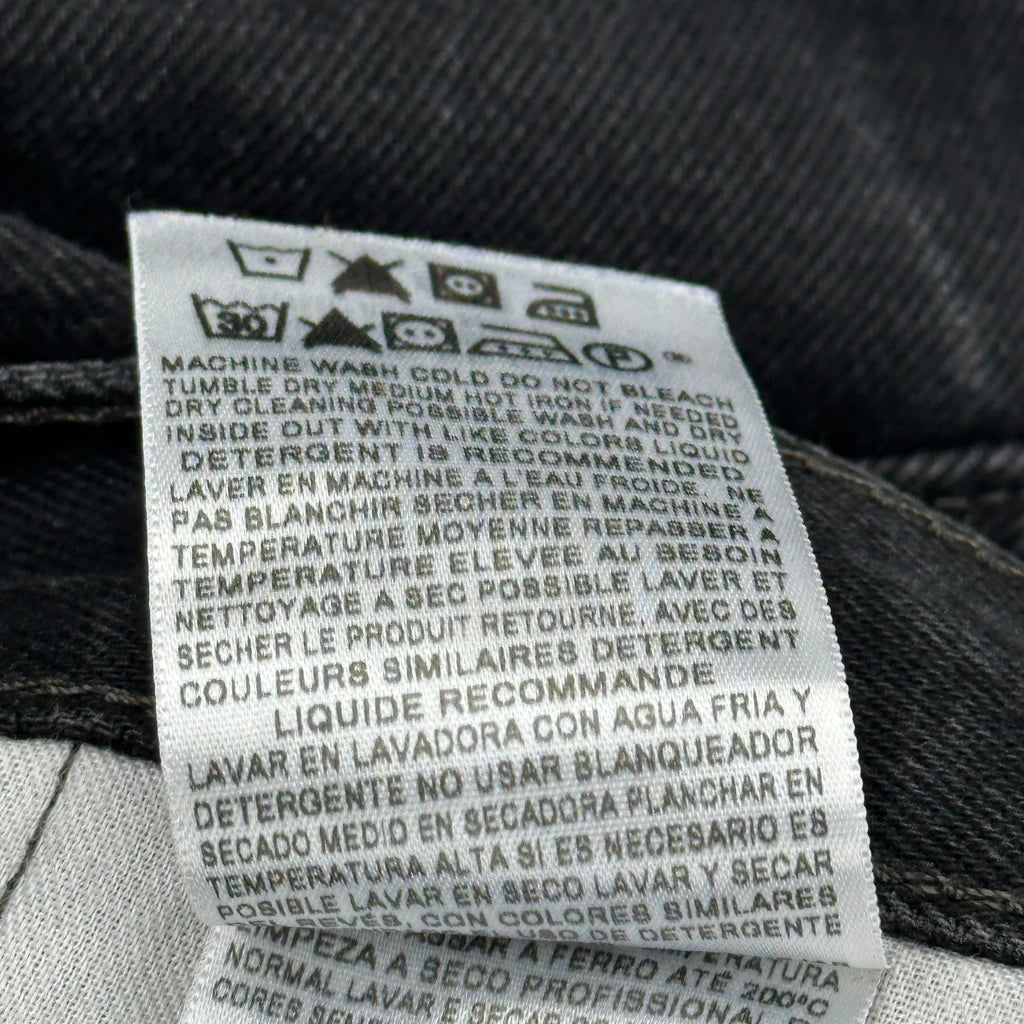 30 P ®
MACHINE WASH COLD DO NOT BLEACH
TUMBLE DRY MEDIUM HOT IRON IF NEEDED
DRY CLEANING POSSIBLE WASH AND DRY
INSIDE OUT WITH LIKE COLORS LIQUID
DETERGENT IS RECOMMENDED
LAVER EN MACHINE A L'EAU FROIDE. NE
PAS BLANCHIR SECHER EN MACHINE A
TEMPERATURE MOYENNE REPASSER A
TEMPERATURE ELEVEE AU BESOIN
NETTOYAGE A SEC POSSIBLE LAVER ET
SECHER LE PRODUIT RETOURNE, AVEC DES
COULEURS SIMILAIRES DETERGENT
LIQUIDE RECOMMANDE
LAVAR EN LAVADORA CON AGUA FRIA Y
DETERGENTE NO USAR BLANQUEADOR
SECADO MEDIO EN SECADORA PLANCHAR EN
TEMPERATURA ALTA SI ES NECESARIO ES
POSIBLE LAVAR EN SECO LAVAR Y SECAR
REVÉS, CON COLORES SIMILARES
USO DE DETERGENTE
A FERRO ATÉ 200ºC
A SECO PROFISSIONAL
NORMAL LAVAR E
CORES